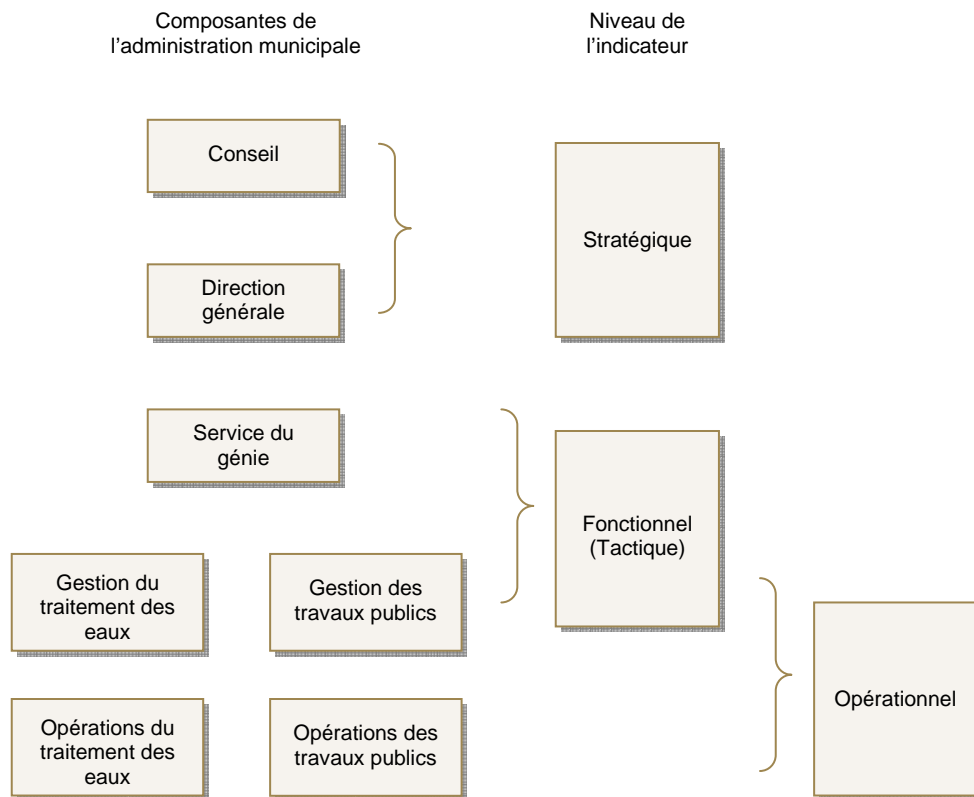 Composantes de
l'administration municipale
Niveau de
l'indicateur
Conseil
Stratégique
Direction
générale
Service du
génie
Fonctionnel
(Tactique)
Gestion du
traitement des
eaux
Gestion des
travaux publics
Opérationnel
Opérations du
traitement des
eaux
Opérations des
travaux publics